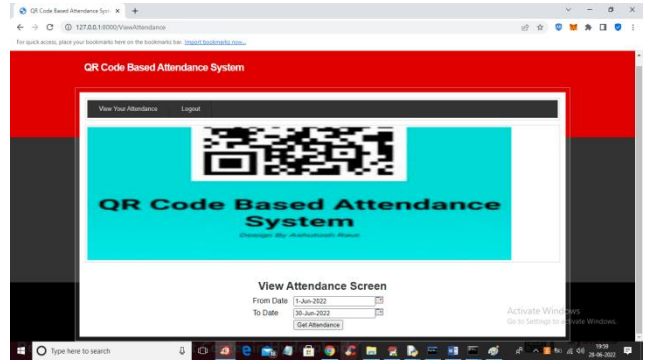 QR Code Based Attendance Syst
127.0.0.1:8000/ViewAttendance
For quick access, place your bookmarks here on the bookmarks bar. Import bookmarks now...
QR Code Based Attendance System
View Your Attendance Logout
QR Code Based Attendance
System
Design By Ashutosh Raut
View Attendance Screen
From Date 1-Jun-2022
To Date 30-Jun-2022
Get Attendance
Activate Windows
Go to Settings to activate Windows.
Type here to search
19:59
28-06-2022